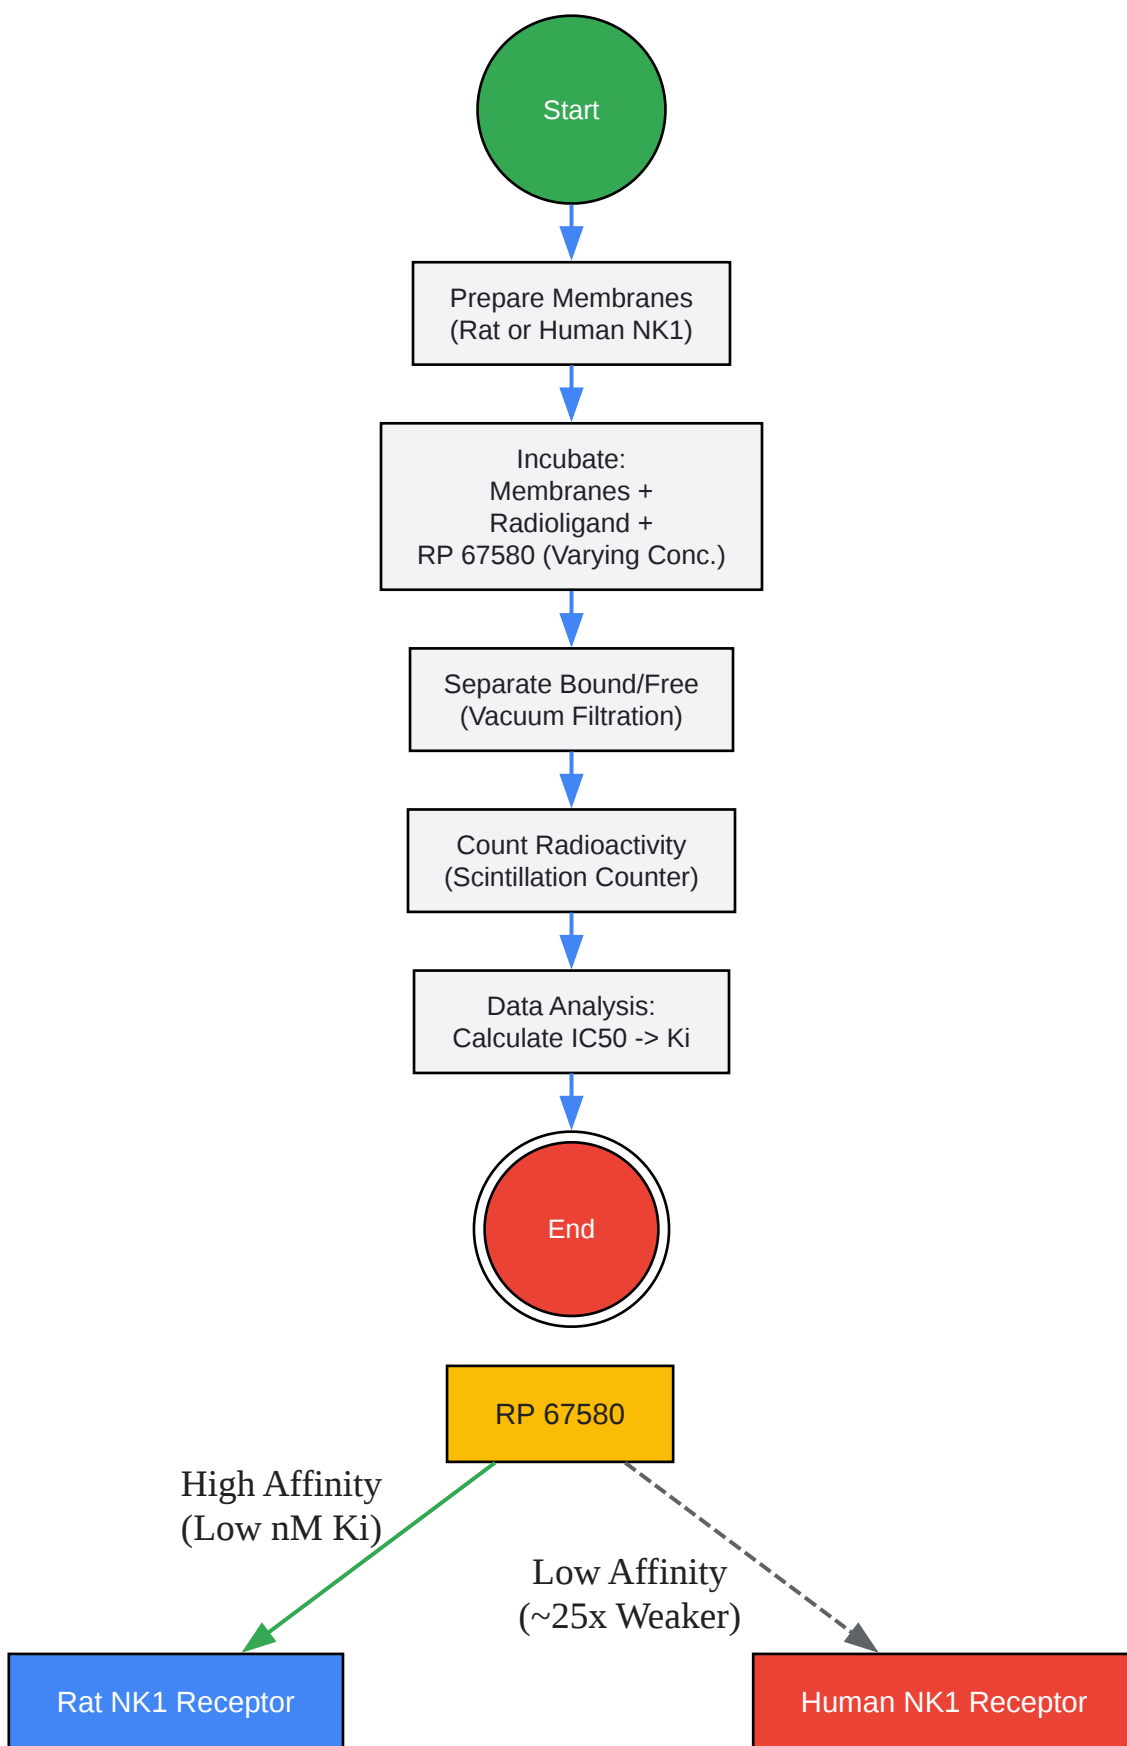 Start
Prepare Membranes
(Rat or Human NK1)
Incubate:
Membranes +
Radioligand +
RP 67580 (Varying Conc.)
Separate Bound/Free
(Vacuum Filtration)
Count Radioactivity
(Scintillation Counter)
Data Analysis:
Calculate IC50 -> Ki
End
RP 67580
High Affinity
(Low nM Ki)
Low Affinity
(~25x Weaker)
Rat NK1 Receptor
Human NK1 Receptor